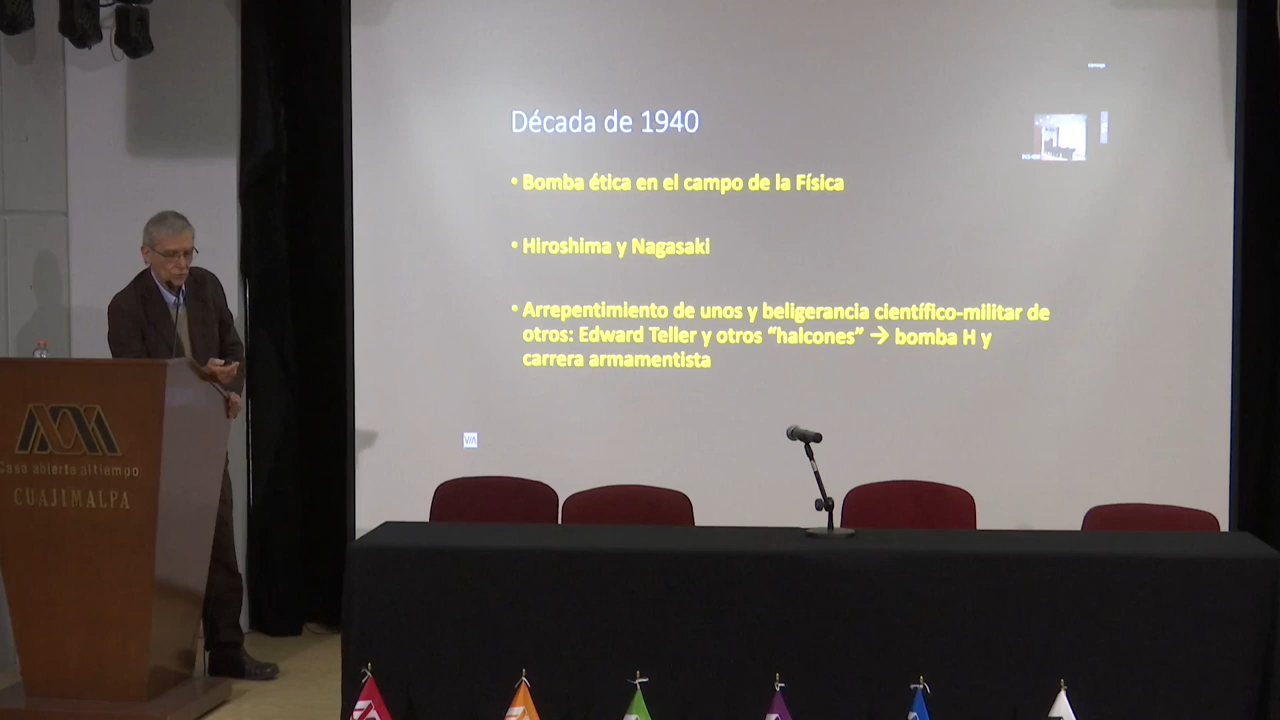 Década de 1940
• Bomba ética en el campo de la Física
• Hiroshima y Nagasaki
• Arrepentimiento de unos y beligerancia científico-militar de
otros: Edward Teller y otros “halcones” → bomba H y
carrera armamentista
Casa abierta al tiempo
CUAJIMALPA